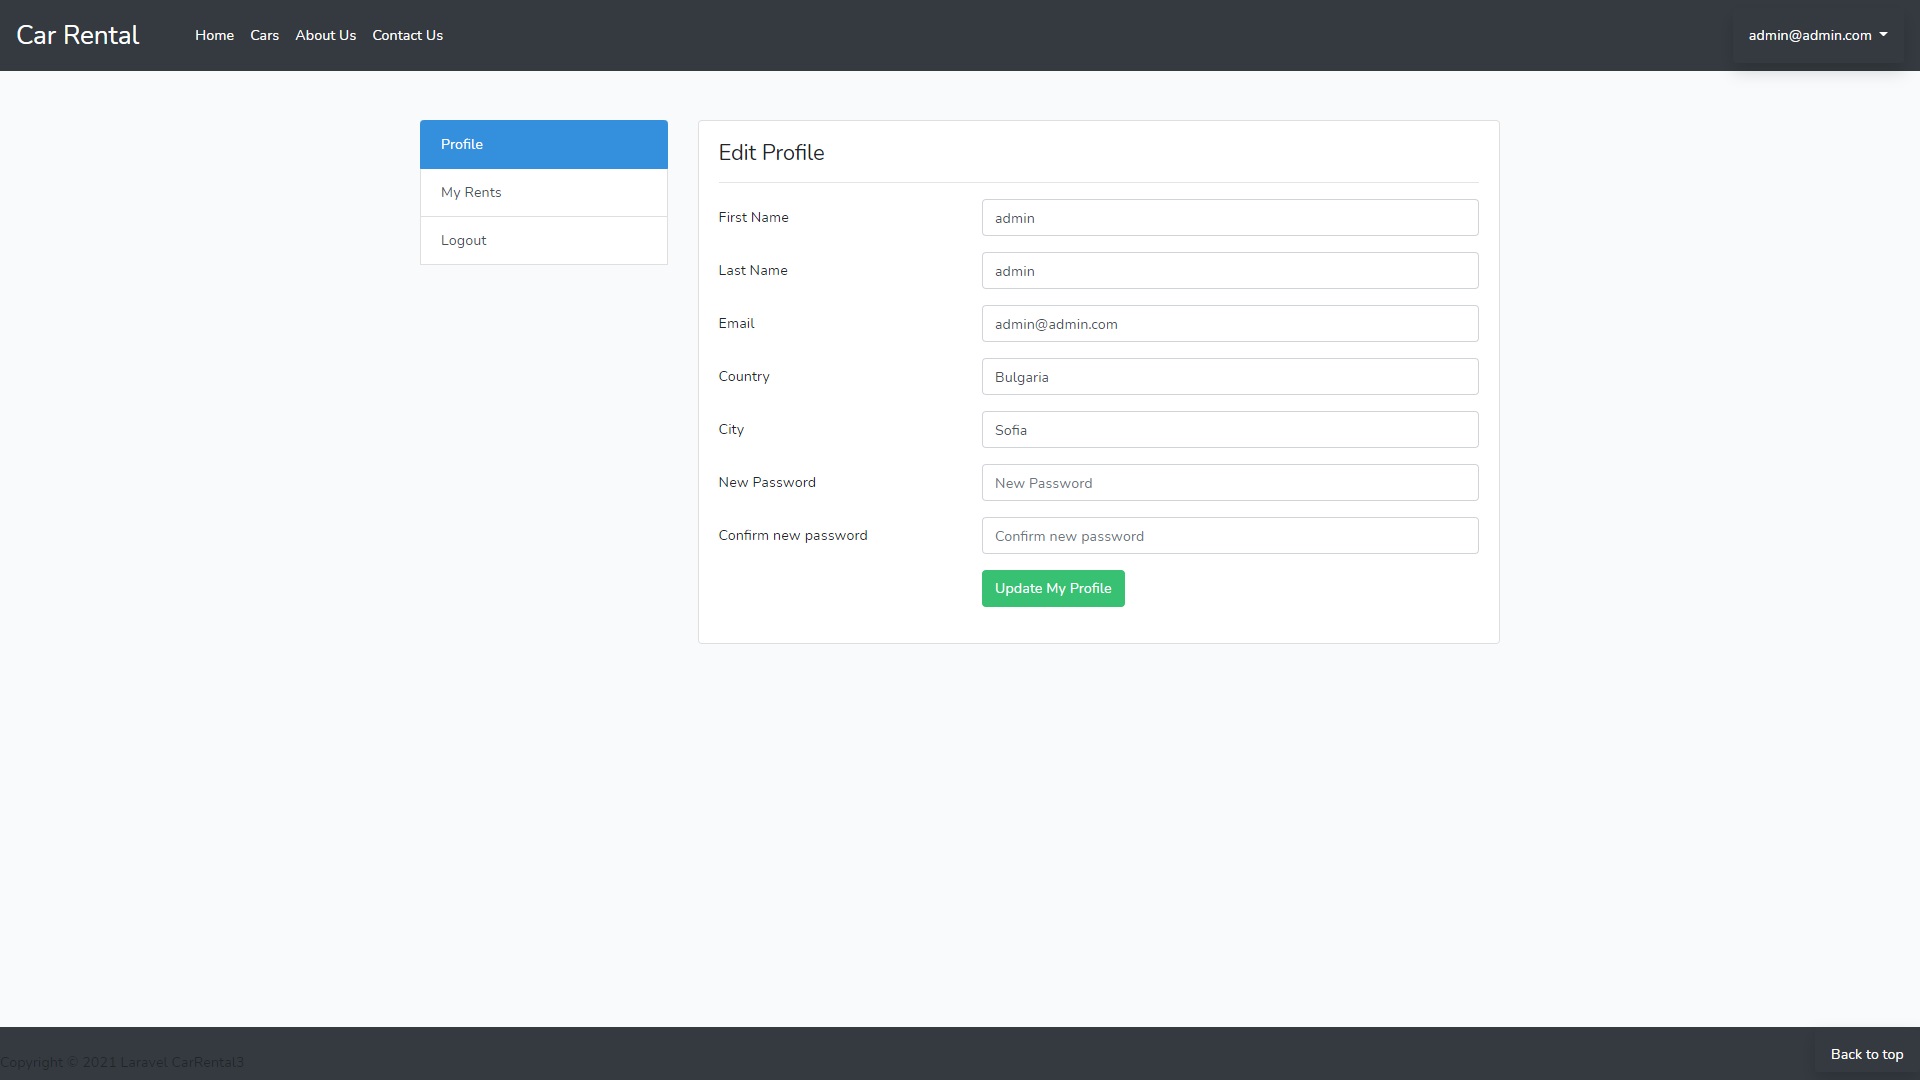 Car Rental
Home Cars About Us Contact Us
admin@admin.com
Profile
My Rents
Logout
Edit Profile
First Name admin
Last Name admin
Email admin@admin.com
Country Bulgaria
City Sofia
New Password New Password
Confirm new password Confirm new password
Update My Profile
Copyright © 2021 Laravel CarRental3
Back to top